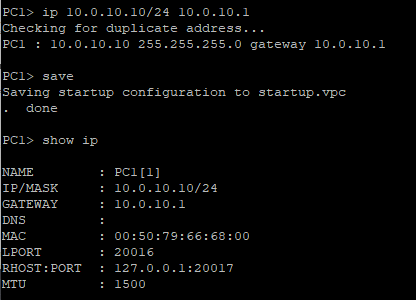 PC1> ip 10.0.10.10/24 10.0.10.1
Checking for duplicate address...
PC1 : 10.0.10.10 255.255.255.0 gateway 10.0.10.1

PC1> save
Saving startup configuration to startup.vpc
.  done

PC1> show ip

NAME        : PC1[1]
IP/MASK     : 10.0.10.10/24
GATEWAY     : 10.0.10.1
DNS         :
MAC         : 00:50:79:66:68:00
LPORT       : 20016
RHOST:PORT  : 127.0.0.1:20017
MTU         : 1500